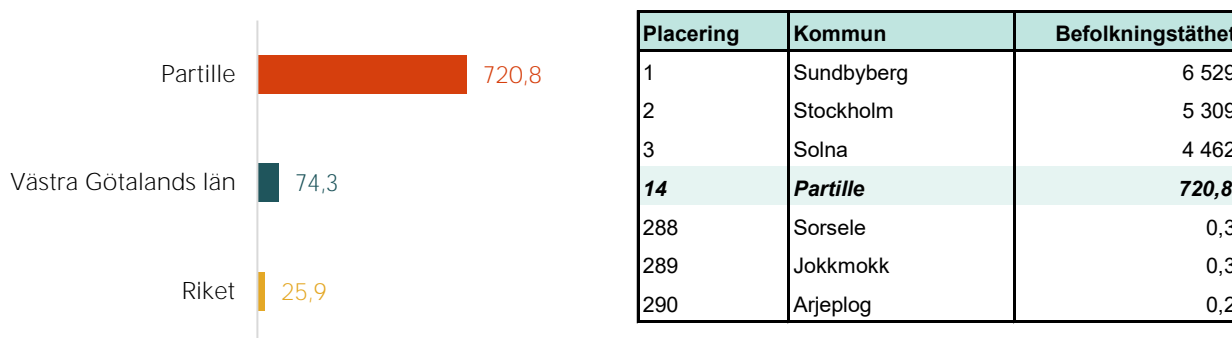 Partille 720,8
Västra Götalands län 74,3
Riket 25,9
Placering Kommun Befolkningstäthet
1 Sundbyberg 6 529
2 Stockholm 5 309
3 Solna 4 462
14 Partille 720,8
288 Sorsele 0,3
289 Jokkmokk 0,3
290 Arjeplog 0,2